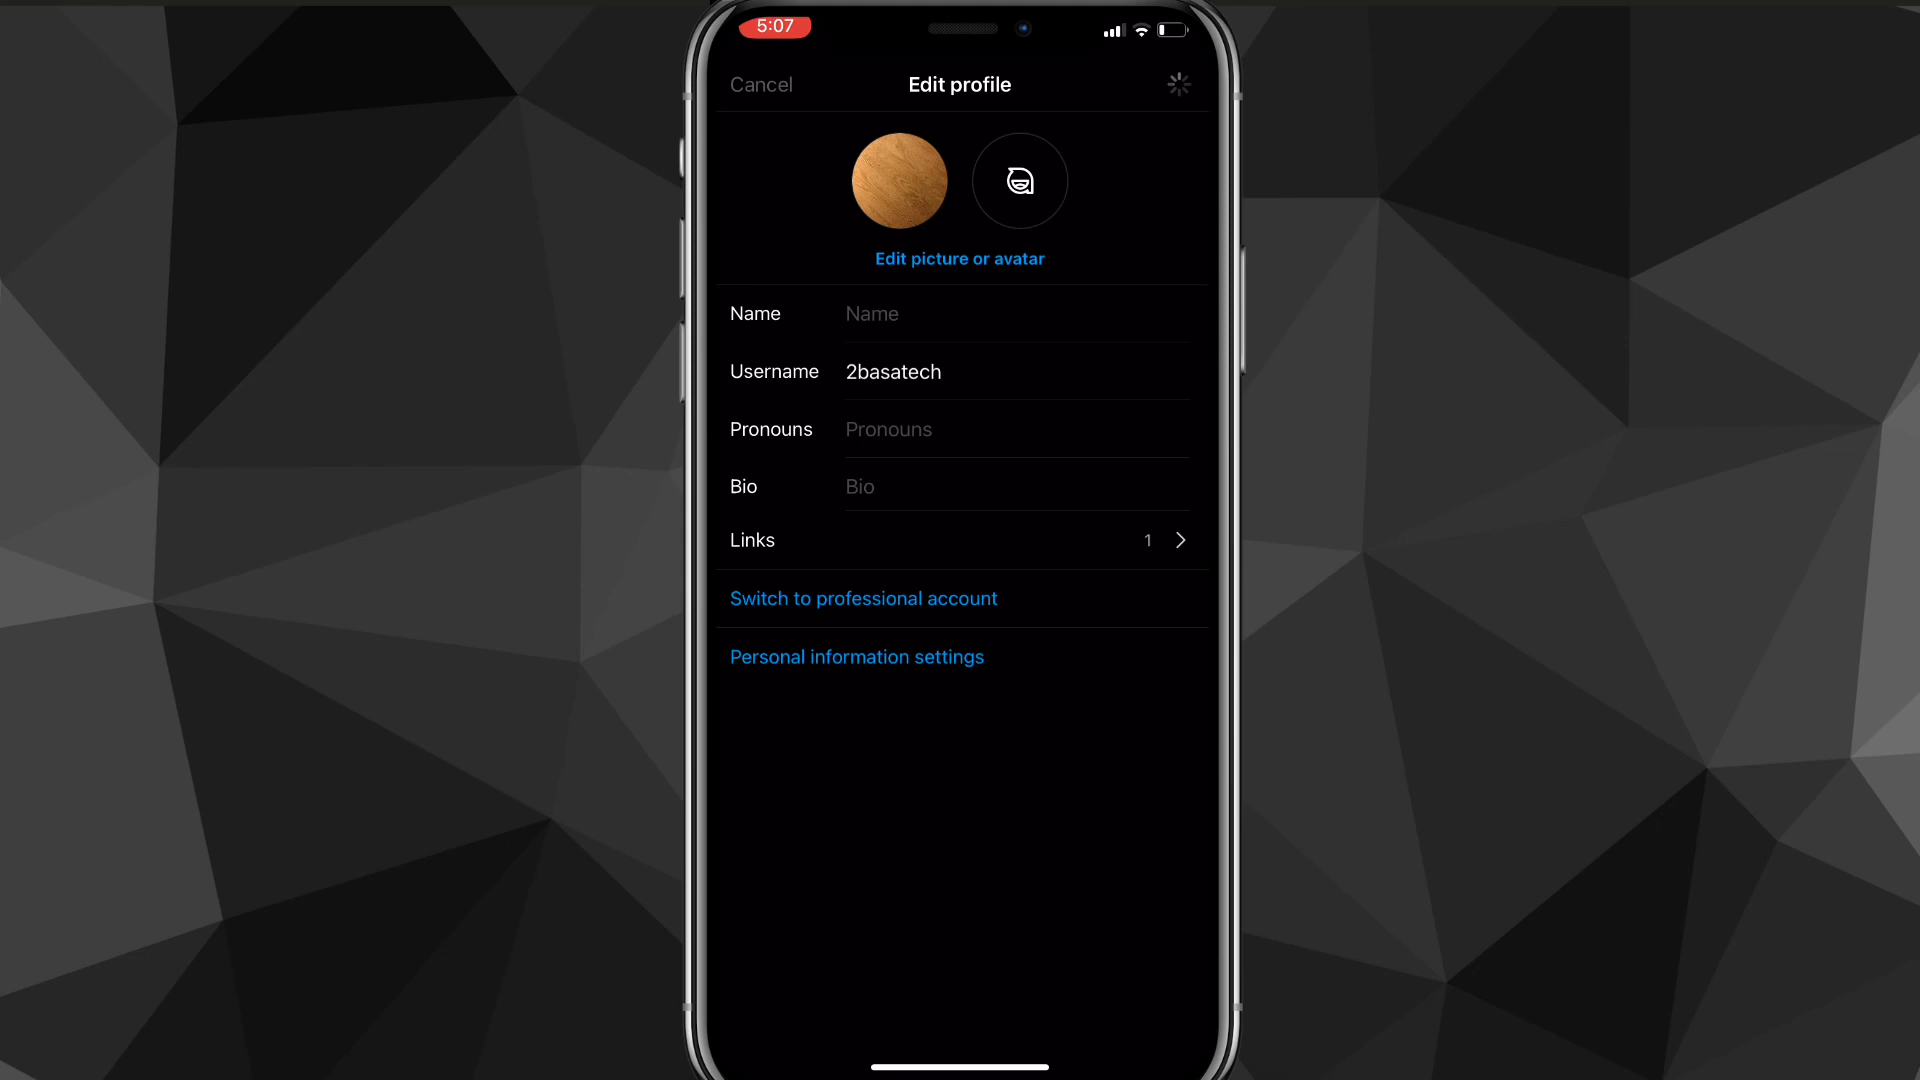 5:07
Cancel
Edit profile
Edit picture or avatar
Name Name
Username 2basatech
Pronouns Pronouns
Bio Bio
Links 1
Switch to professional account
Personal information settings